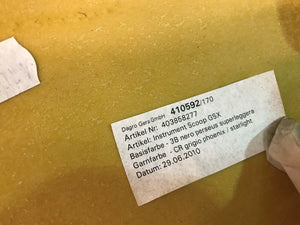 Dagro Gera GmbH 410592/170
Artikel Nr: 403858277
Artikel: Instrument Scoop GSX
Basisfarbe - 3B nero perseus superleggera
Garnfarbe - CR grigio phoenix / starlight
Datum: 29.06.2010